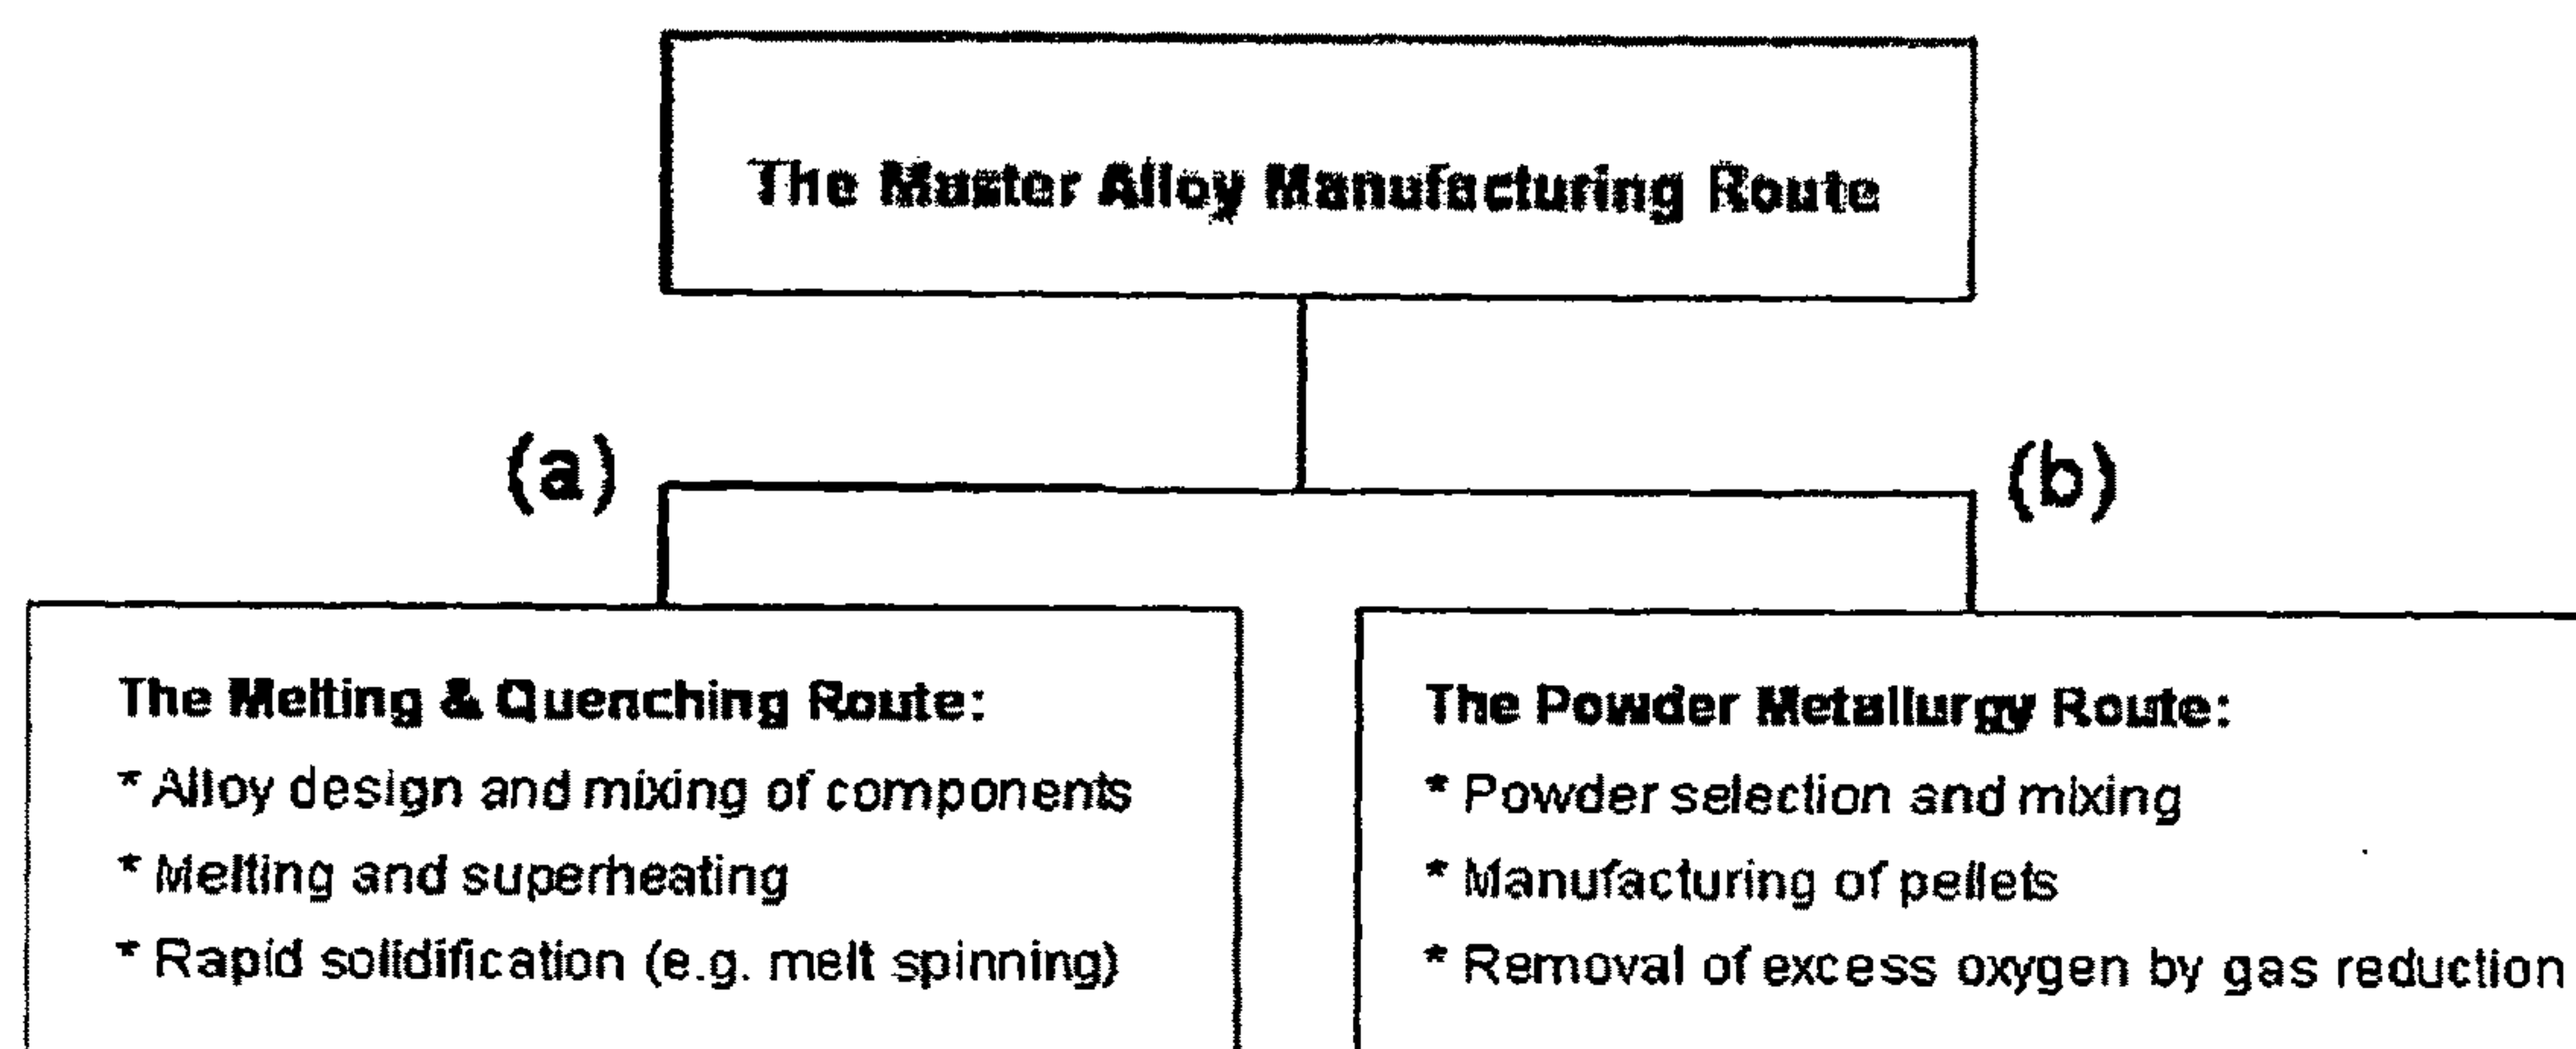 The Master Alloy Manufacturing Route
(a)
(b)
The Melting & Quenching Route:
* Alloy design and mixing of components
* Melting and superheating
* Rapid solidification (e.g. melt spinning)
The Powder Metallurgy Route:
* Powder selection and mixing
* Manufacturing of pellets
* Removal of excess oxygen by gas reduction